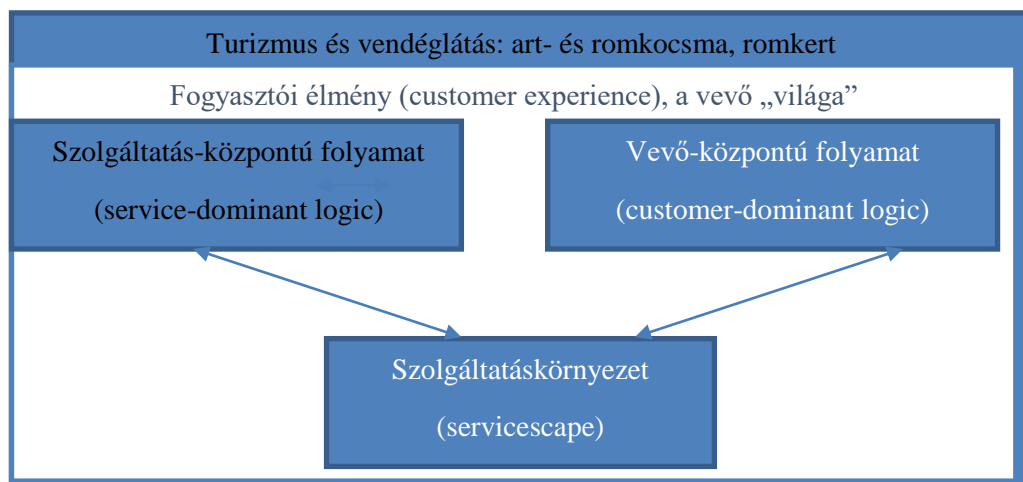 Turizmus és vendéglátás: art- és romkocsma, romkert
Fogyasztói élmény (customer experience), a vevő „világa”
Szolgáltatás-központú folyamat
(service-dominant logic)
Vevő-központú folyamat
(customer-dominant logic)
Szolgáltatáskörnyezet
(servicescape)